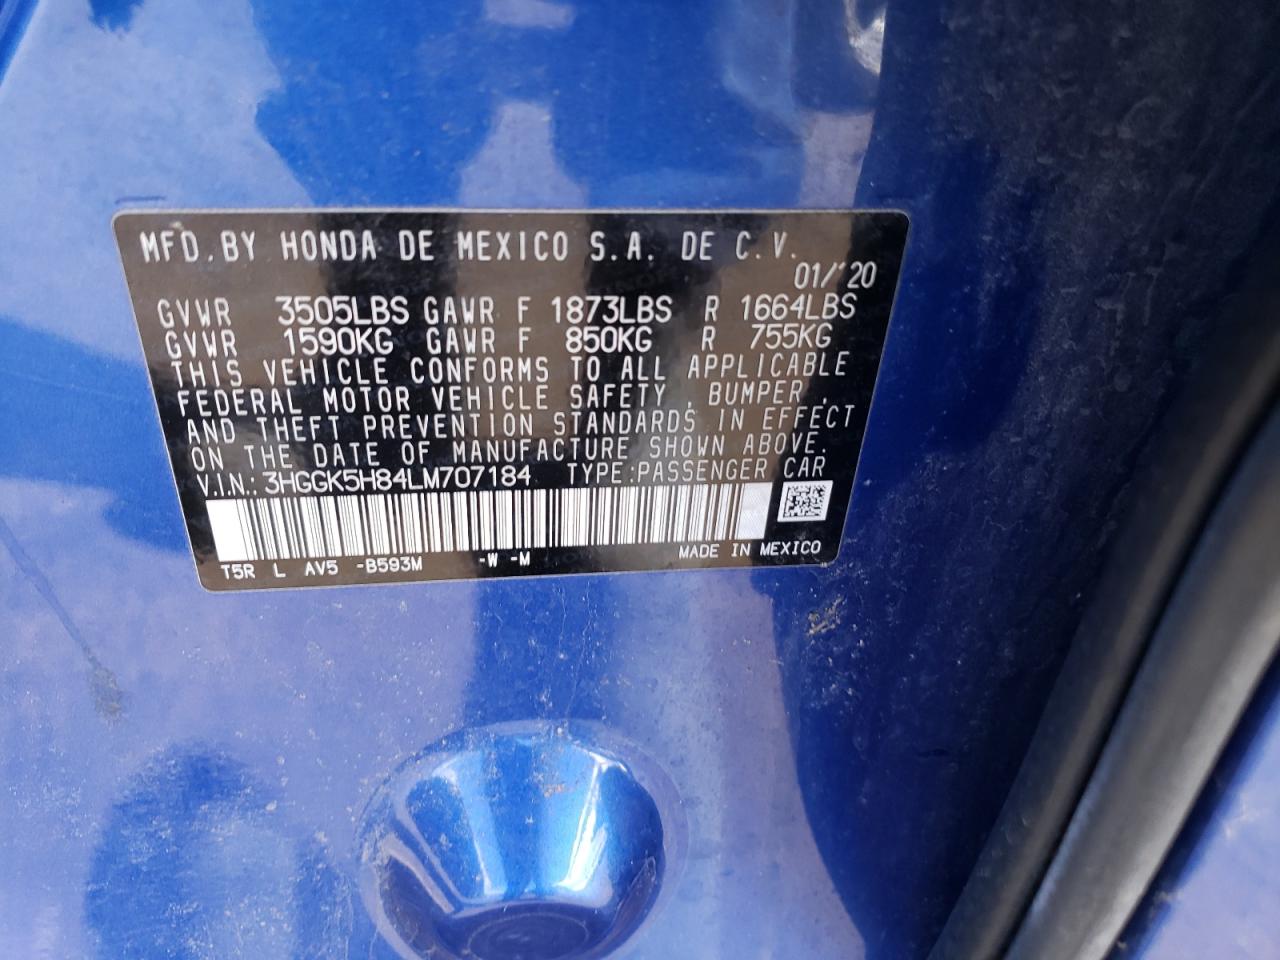 MFD. BY HONDA DE MEXICO S.A. DE C.V.
01/'20
GVWR 3505LBS GAWR F 1873LBS R 1664LBS
GVWR 1590KG GAWR F 850KG R 755KG
THIS VEHICLE CONFORMS TO ALL APPLICABLE
FEDERAL MOTOR VEHICLE SAFETY, BUMPER,
AND THEFT PREVENTION STANDARDS IN EFFECT
ON THE DATE OF MANUFACTURE SHOWN ABOVE.
V.I.N.: 3HGGK5H84LM707184 TYPE:PASSENGER CAR
T5R L AV5 -B593M -W -M MADE IN MEXICO